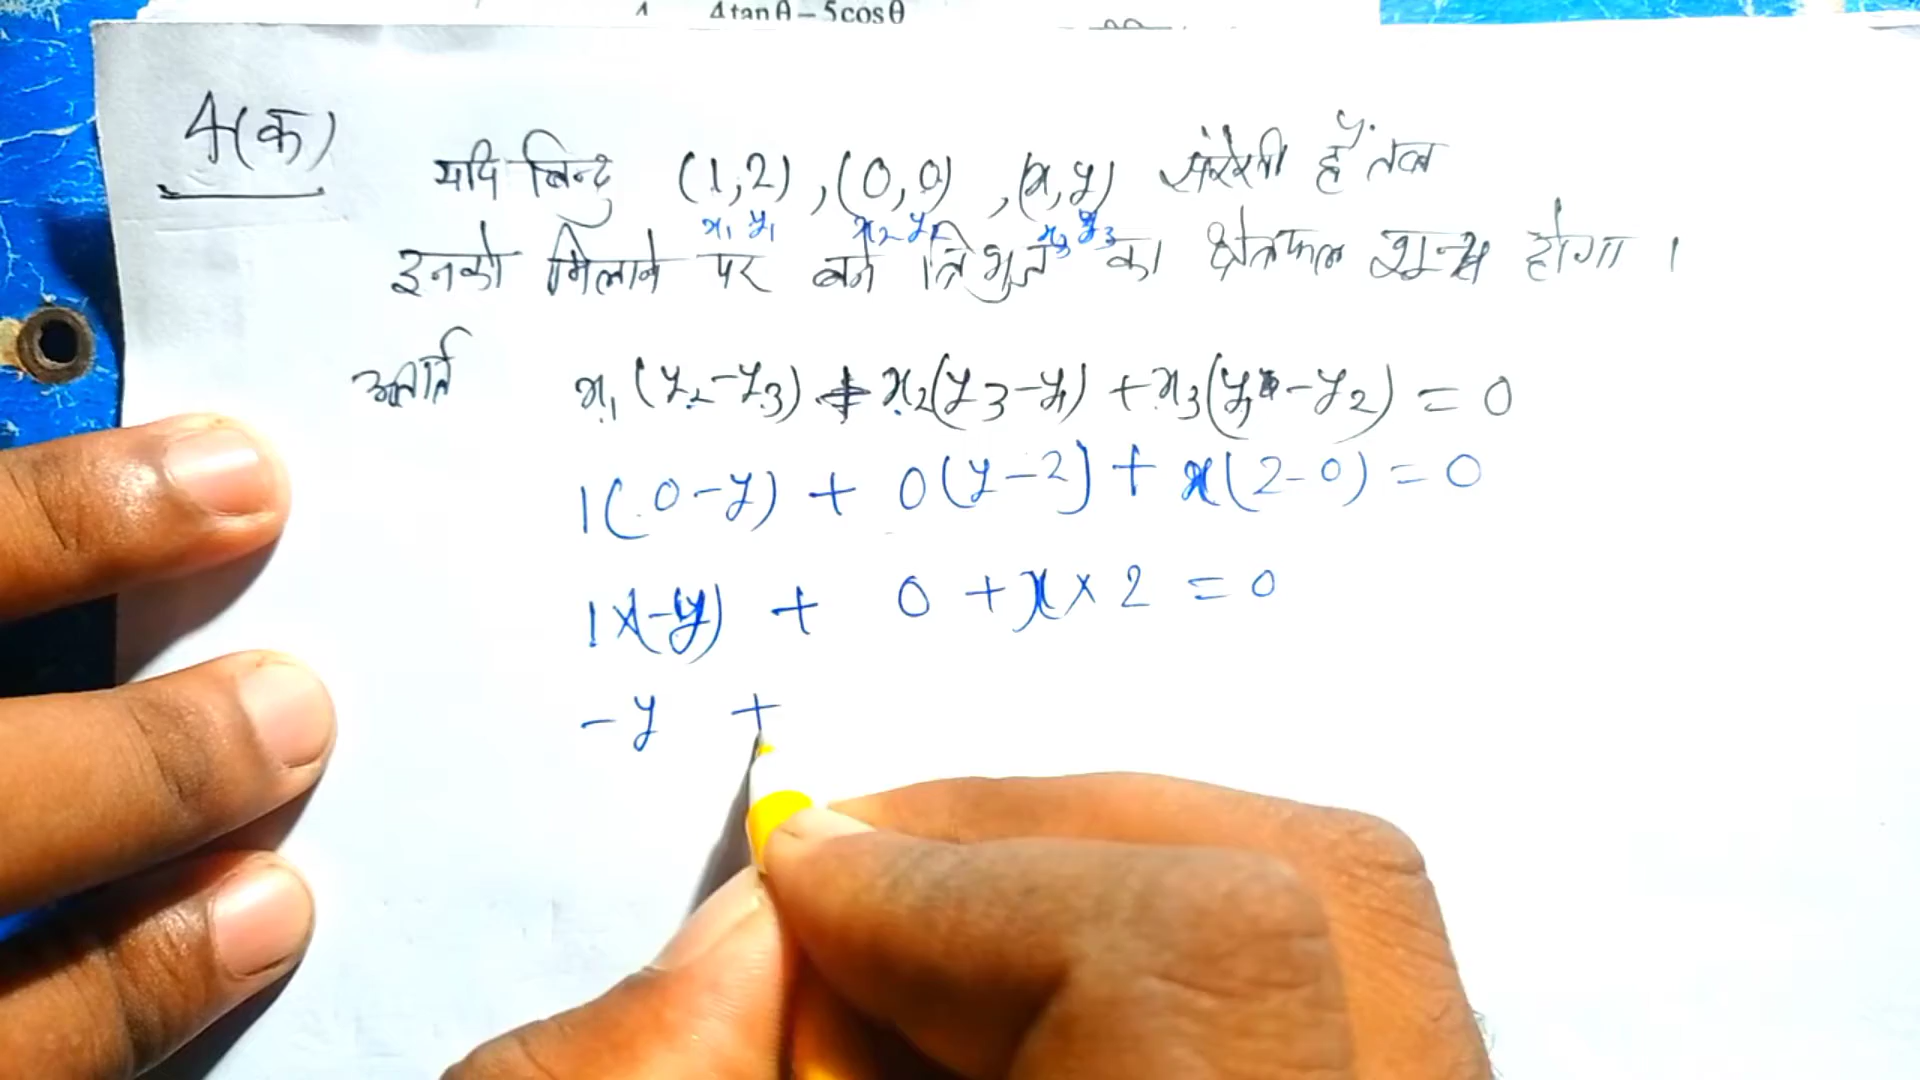 4tanθ – 5cosθ
4(क)
यदि बिन्दु (1,2), (0,0), (x,y) संरेखी हैं तब
x₁ y₁ x₂ y₂ x₃ y₃
इनको मिलाने पर बने त्रिभुज का क्षेत्रफल शून्य होगा ।
अर्थात x₁(y₂-y₃) + x₂(y₃-y₁) + x₃(y₁-y₂) = 0
1(0-y) + 0(y-2) + x(2-0) = 0
1×(-y) + 0 + x×2 = 0
-y +